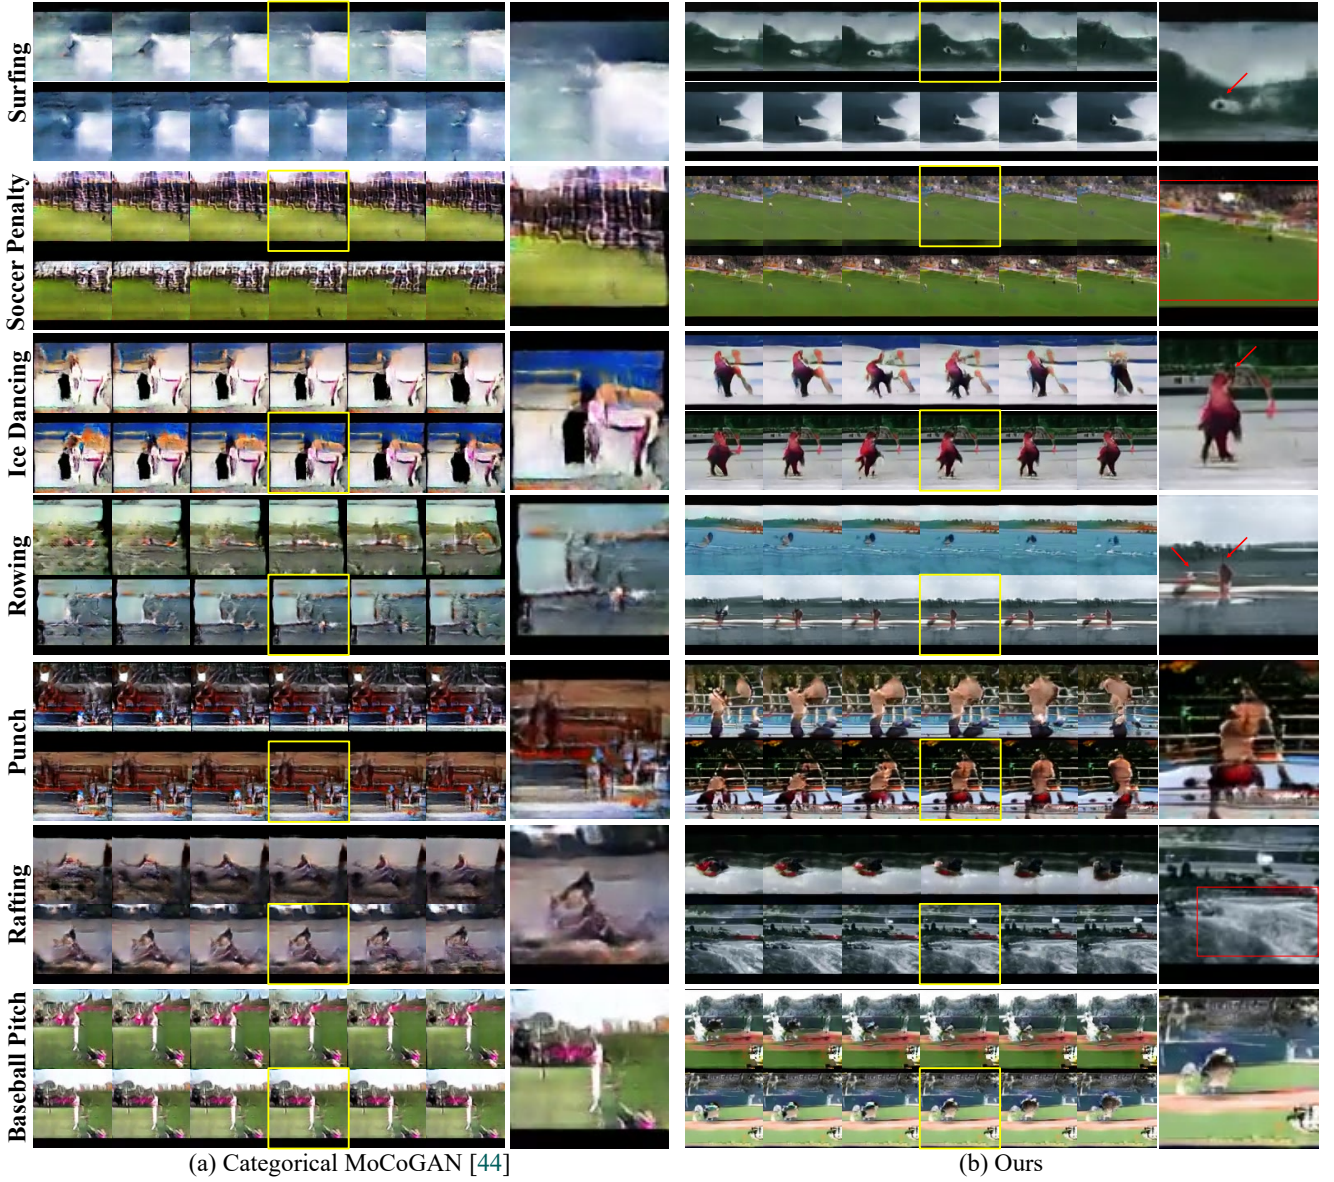 Surfing
Soccer Penalty
Ice Dancing
Rowing
Punch
Rafting
Baseball Pitch
(a) Categorical MoCoGAN [44]
(b) Ours